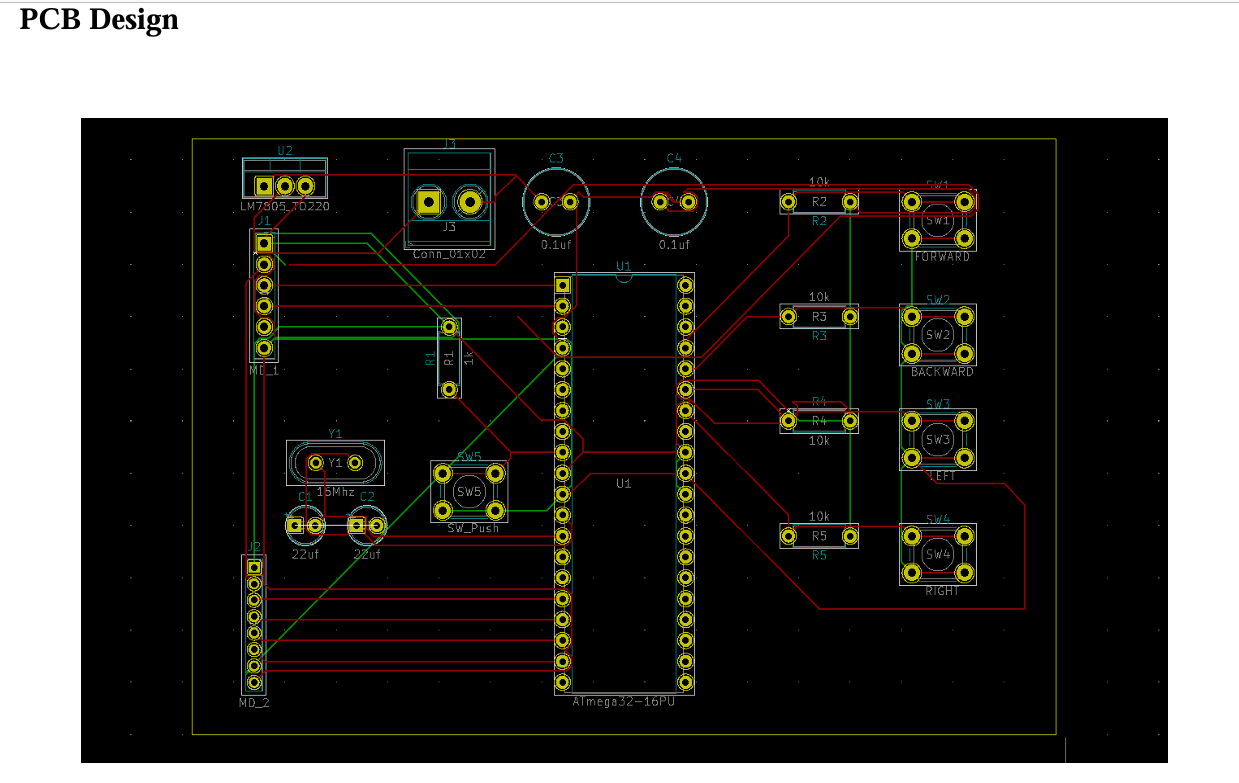 PCB Design
U2
LM7805_TO220
J1
MD_1
J3
J3
Conn_01x02
C3
0.1uf
C4
0.1uf
10k
R2
R2
SW1
SW1
FORWARD
U1
U1
ATmega32-16PU
R1
R1
1k
10k
R3
R3
SW2
SW2
BACKWARD
R4
R4
10k
SW3
SW3
LEFT
Y1
Y1
16Mhz
C1
22uf
C2
22uf
SW5
SW5
SW_Push
10k
R5
R5
SW4
SW4
RIGHT
J2
MD_2